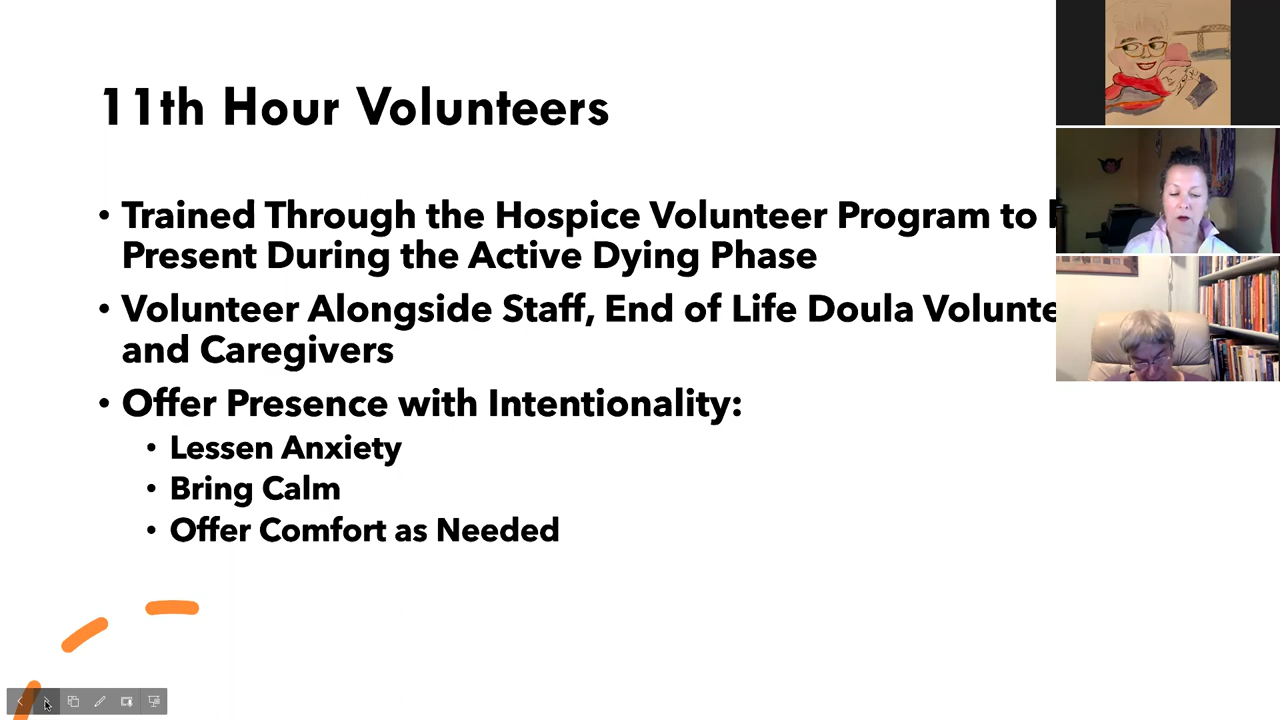 11th Hour Volunteers
• Trained Through the Hospice Volunteer Program to
Present During the Active Dying Phase
• Volunteer Alongside Staff, End of Life Doula Volunte
and Caregivers
• Offer Presence with Intentionality:
• Lessen Anxiety
• Bring Calm
• Offer Comfort as Needed